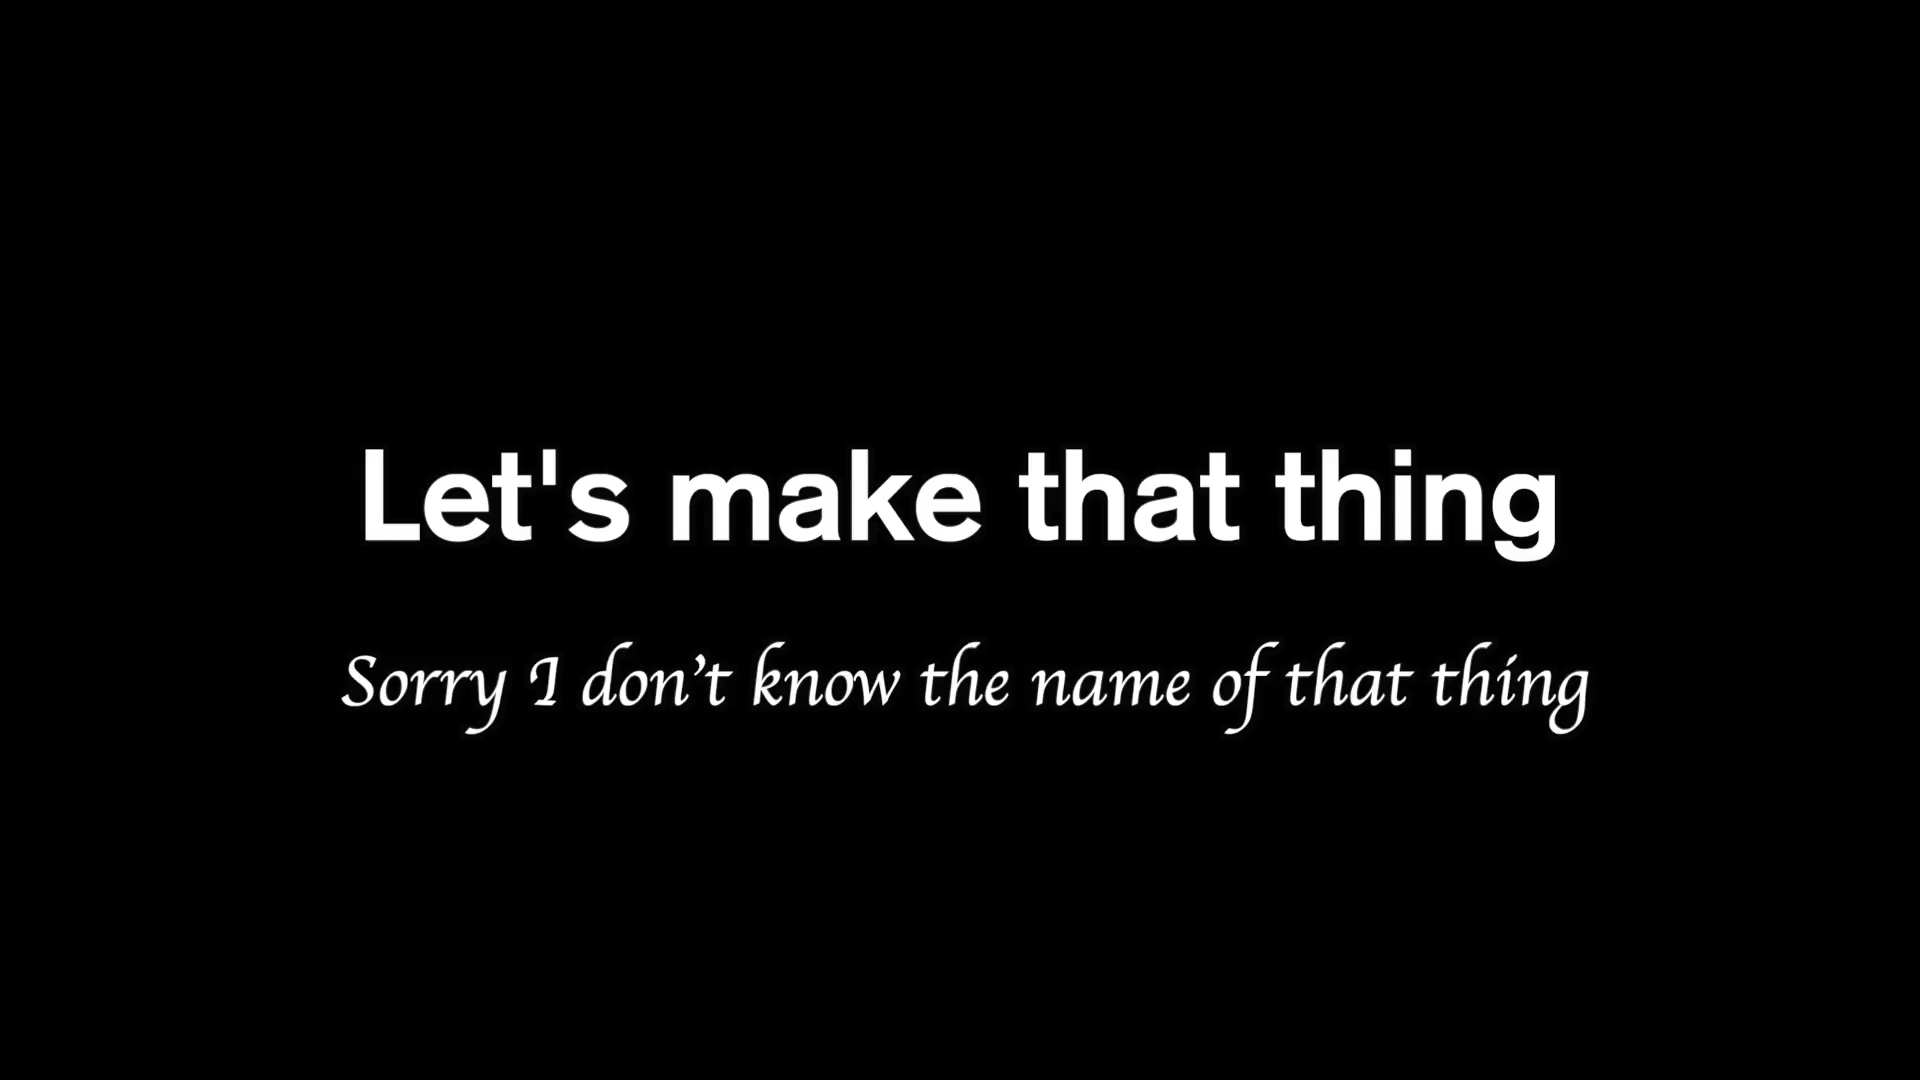 Let's make that thing
Sorry I don’t know the name of that thing